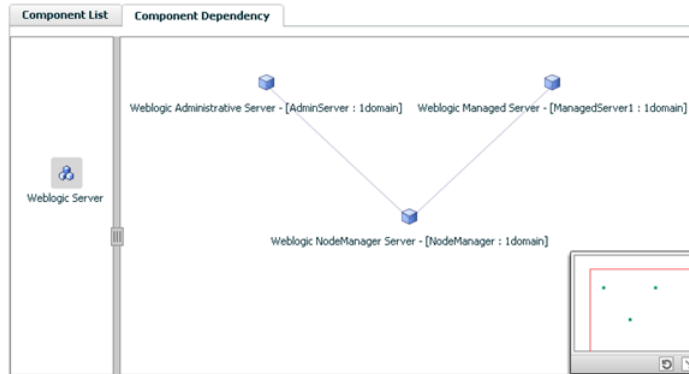 Component List
Component Dependency
Weblogic Administrative Server - [AdminServer : 1domain]
Weblogic Managed Server - [ManagedServer1 : 1domain]
Weblogic Server
Weblogic NodeManager Server - [NodeManager : 1domain]